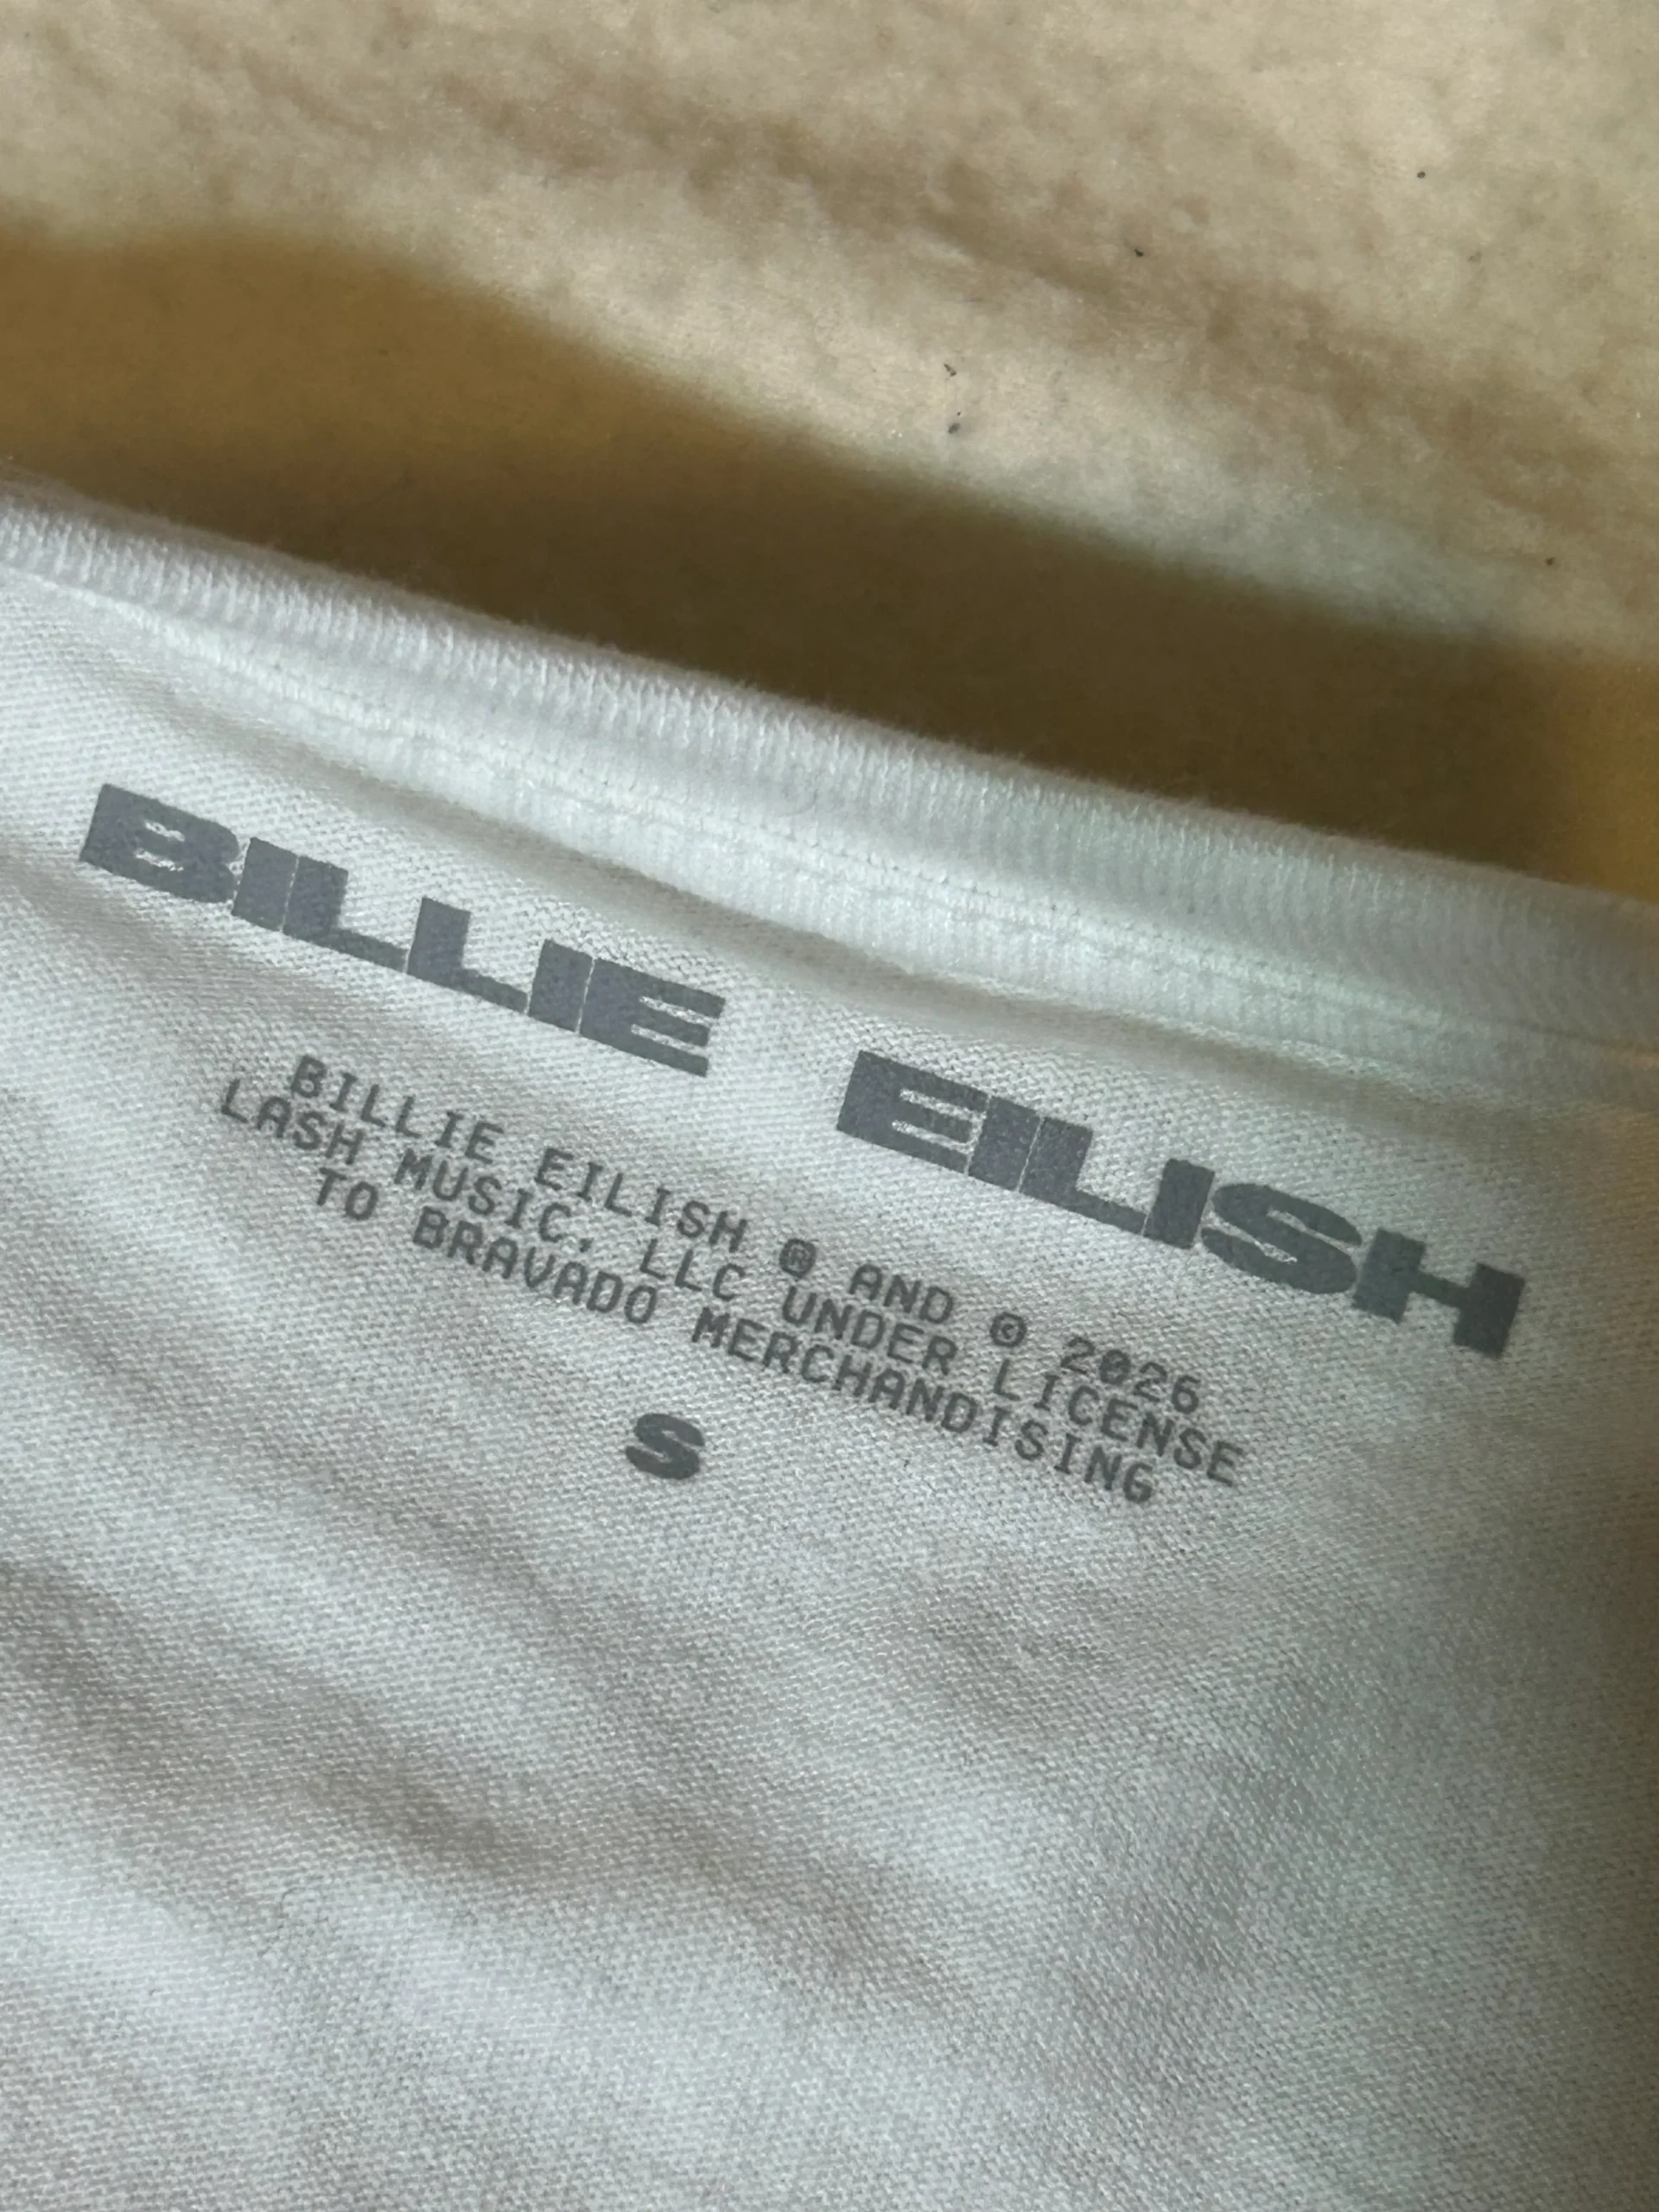 BILLIE EILISH
BILLIE EILISH ® AND © 2026
LASH MUSIC, LLC UNDER LICENSE
TO BRAVADO MERCHANDISING
S